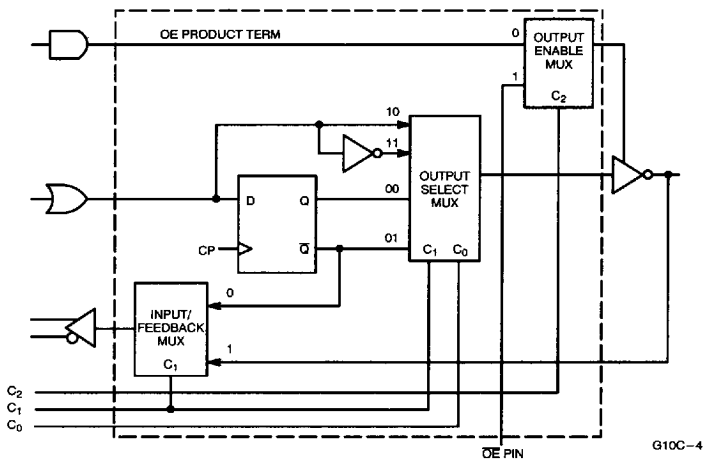 OE PRODUCT TERM
0
OUTPUT
ENABLE
MUX
1
C₂
10
11
OUTPUT
SELECT
MUX
D
Q
00
CP
Q̅
01
C₁
C₀
0
INPUT/
FEEDBACK
MUX
1
C₁
C₂
C₁
C₀
O̅E̅ PIN
G10C–4